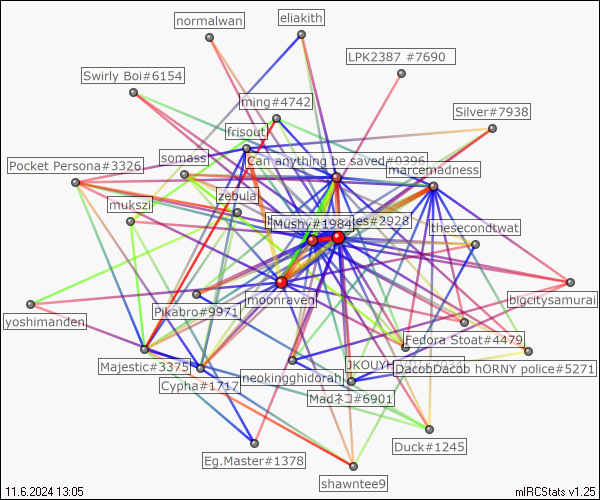 normalwan
eliakith
LPK2387 #7690
Swirly Boi#6154
ming#4742
Silver#7938
frisout
somass
Can anything be saved#0396
Pocket Persona#3326
marcemadness
zebula
mukszi
Mushy#1984
#2928
thesecondtwat
moonraven
Pikabro#9971
bigcitysamurai
yoshimanden
Fedora Stoat#4479
Majestic#3375
neokingghidorah
DacobDacob hORNY police#5271
Cypha#1717
Madネコ#6901
Duck#1245
Eg.Master#1378
shawntee9
11.6.2024 13:05
mIRCStats v1.25